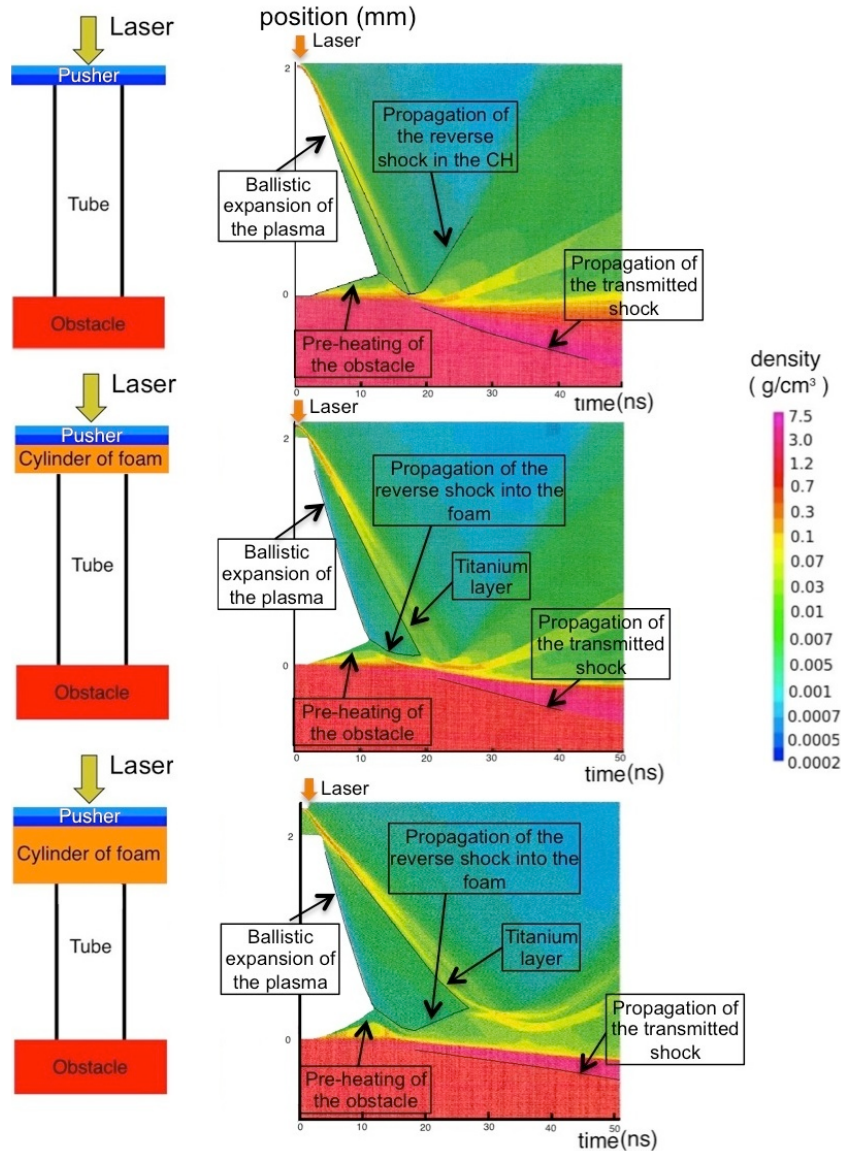 Laser
Pusher
Tube
Obstacle
position (mm)
Laser
2
Propagation of
the reverse
shock in the CH
Ballistic
expansion of
the plasma
Propagation of
the transmitted
shock
0
Pre-heating of
the obstacle
0
10
20
30
40
50
time(ns)
Laser
Pusher
Cylinder of foam
Tube
Obstacle
Laser
2
Propagation of the
reverse shock into the
foam
Ballistic
expansion of
the plasma
Titanium
layer
Propagation of
the transmitted
shock
0
Pre-heating of
the obstacle
0
10
20
30
40
50
time(ns)
density
( g/cm³ )
7.5
3.0
1.2
0.7
0.3
0.1
0.07
0.03
0.01
0.007
0.005
0.001
0.0007
0.0005
0.0002
Laser
Pusher
Cylinder of foam
Tube
Obstacle
Laser
2
Propagation of the
reverse shock into the
foam
Ballistic
expansion of
the plasma
Titanium
layer
Propagation of
the transmitted
shock
0
Pre-heating of
the obstacle
0
10
20
30
40
50
time(ns)